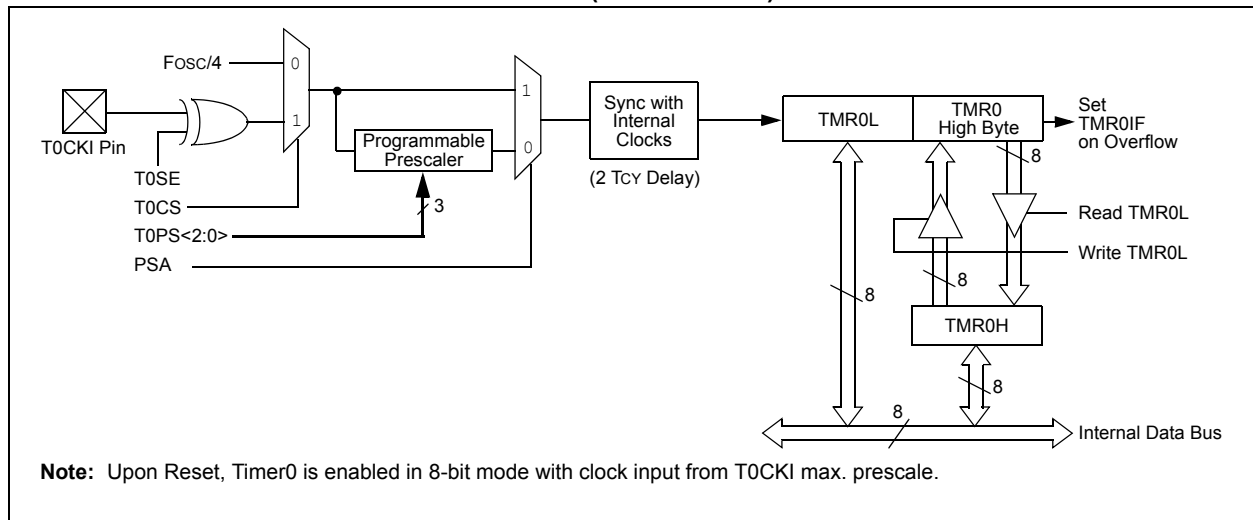 FOSC/4
0
1
T0CKI Pin
T0SE
T0CS
T0PS<2:0>
PSA
Programmable
Prescaler
3
1
0
Sync with
Internal
Clocks
(2 TCY Delay)
TMR0L
TMR0
High Byte
Set
TMR0IF
on Overflow
8
Read TMR0L
Write TMR0L
8
8
TMR0H
8
8
Internal Data Bus
Note: Upon Reset, Timer0 is enabled in 8-bit mode with clock input from T0CKI max. prescale.